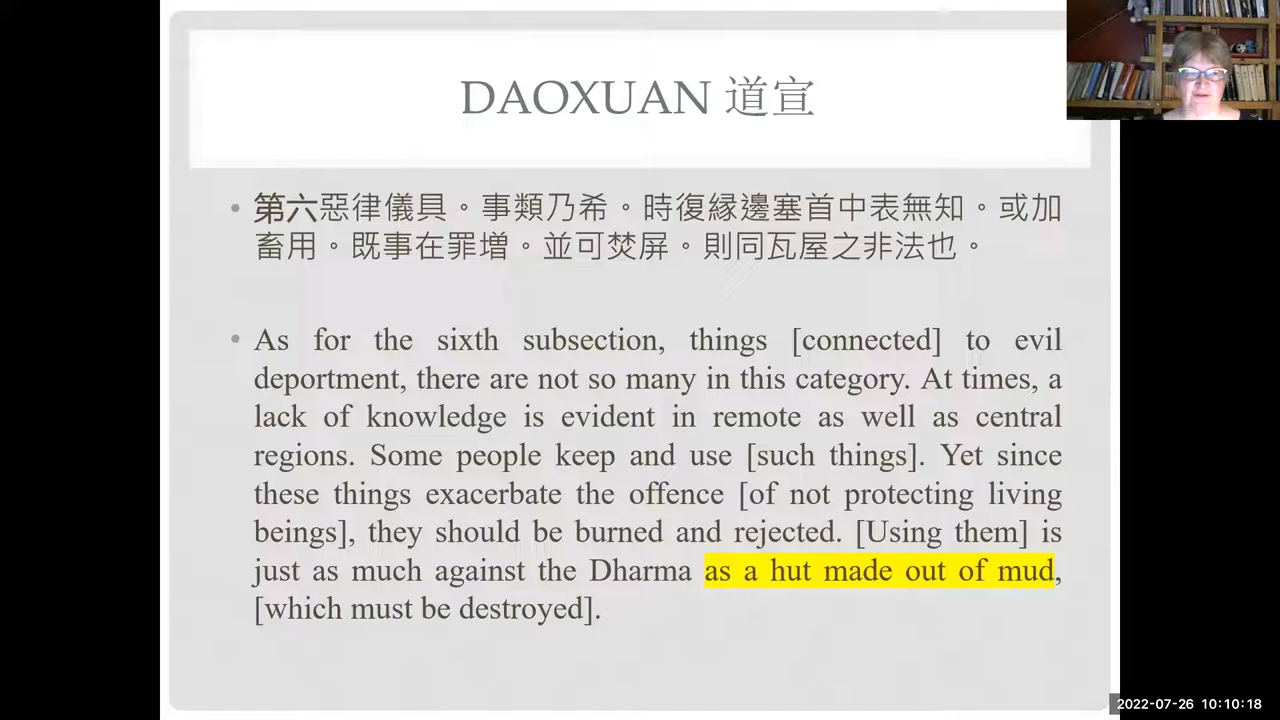 DAOXUAN 道宣
• 第六惡律儀具。事類乃希。時復縁邊塞首中表無知。或加
畜用。既事在罪増。並可焚屏。則同瓦屋之非法也。
• As for the sixth subsection, things [connected] to evil
deportment, there are not so many in this category. At times, a
lack of knowledge is evident in remote as well as central
regions. Some people keep and use [such things]. Yet since
these things exacerbate the offence [of not protecting living
beings], they should be burned and rejected. [Using them] is
just as much against the Dharma as a hut made out of mud,
[which must be destroyed].
2022-07-26 10:10:18